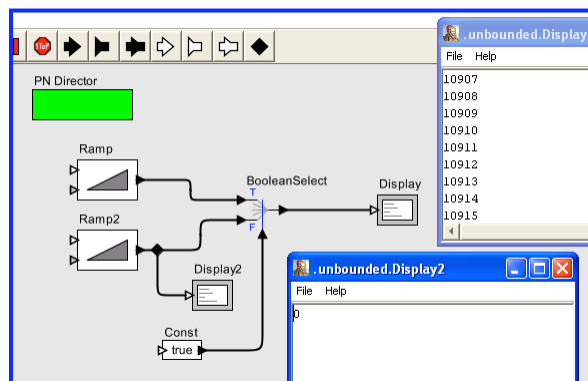 STOP
PN Director
Ramp
Ramp2
BooleanSelect
T
F
Display
Display2
Const
true
.unbounded.Display
File Help
10907
10908
10909
10910
10911
10912
10913
10914
10915
.unbounded.Display2
File Help
0